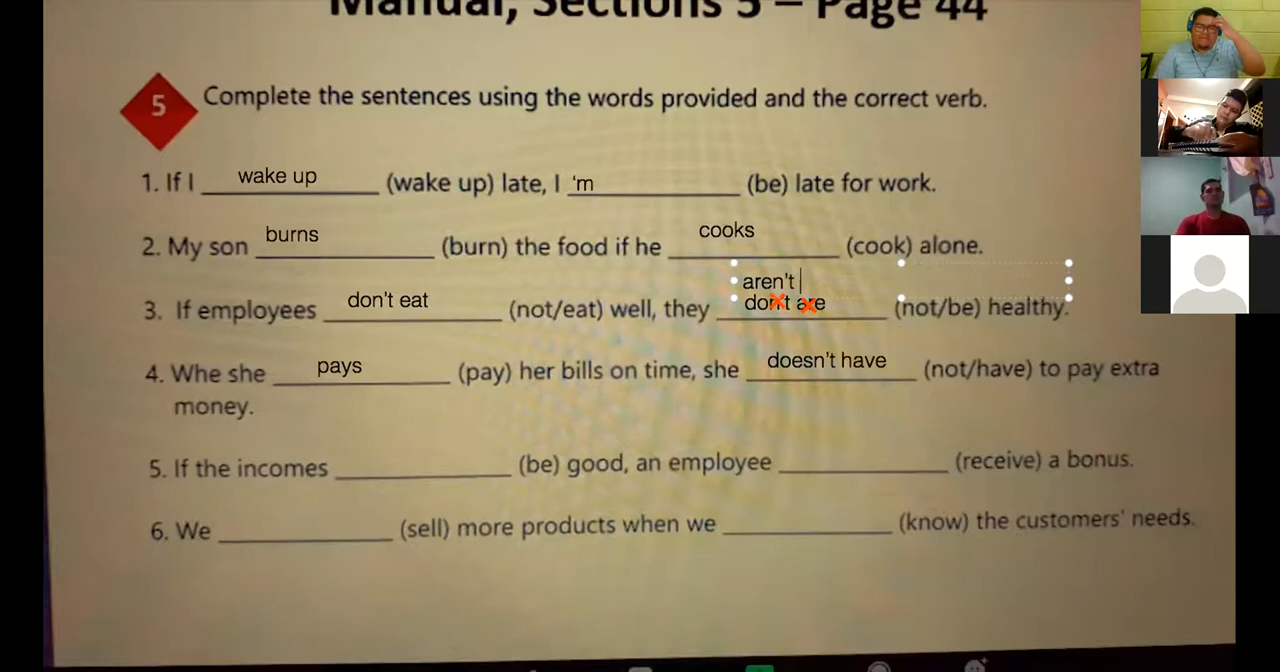 Manual, Sections 5 – Page 44
5 Complete the sentences using the words provided and the correct verb.
1. If I wake up (wake up) late, I 'm (be) late for work.
2. My son burns (burn) the food if he cooks (cook) alone.
aren't
3. If employees don't eat (not/eat) well, they don't are (not/be) healthy.
4. Whe she pays (pay) her bills on time, she doesn't have (not/have) to pay extra
money.
5. If the incomes ____________ (be) good, an employee ____________ (receive) a bonus.
6. We ____________ (sell) more products when we ____________ (know) the customers' needs.